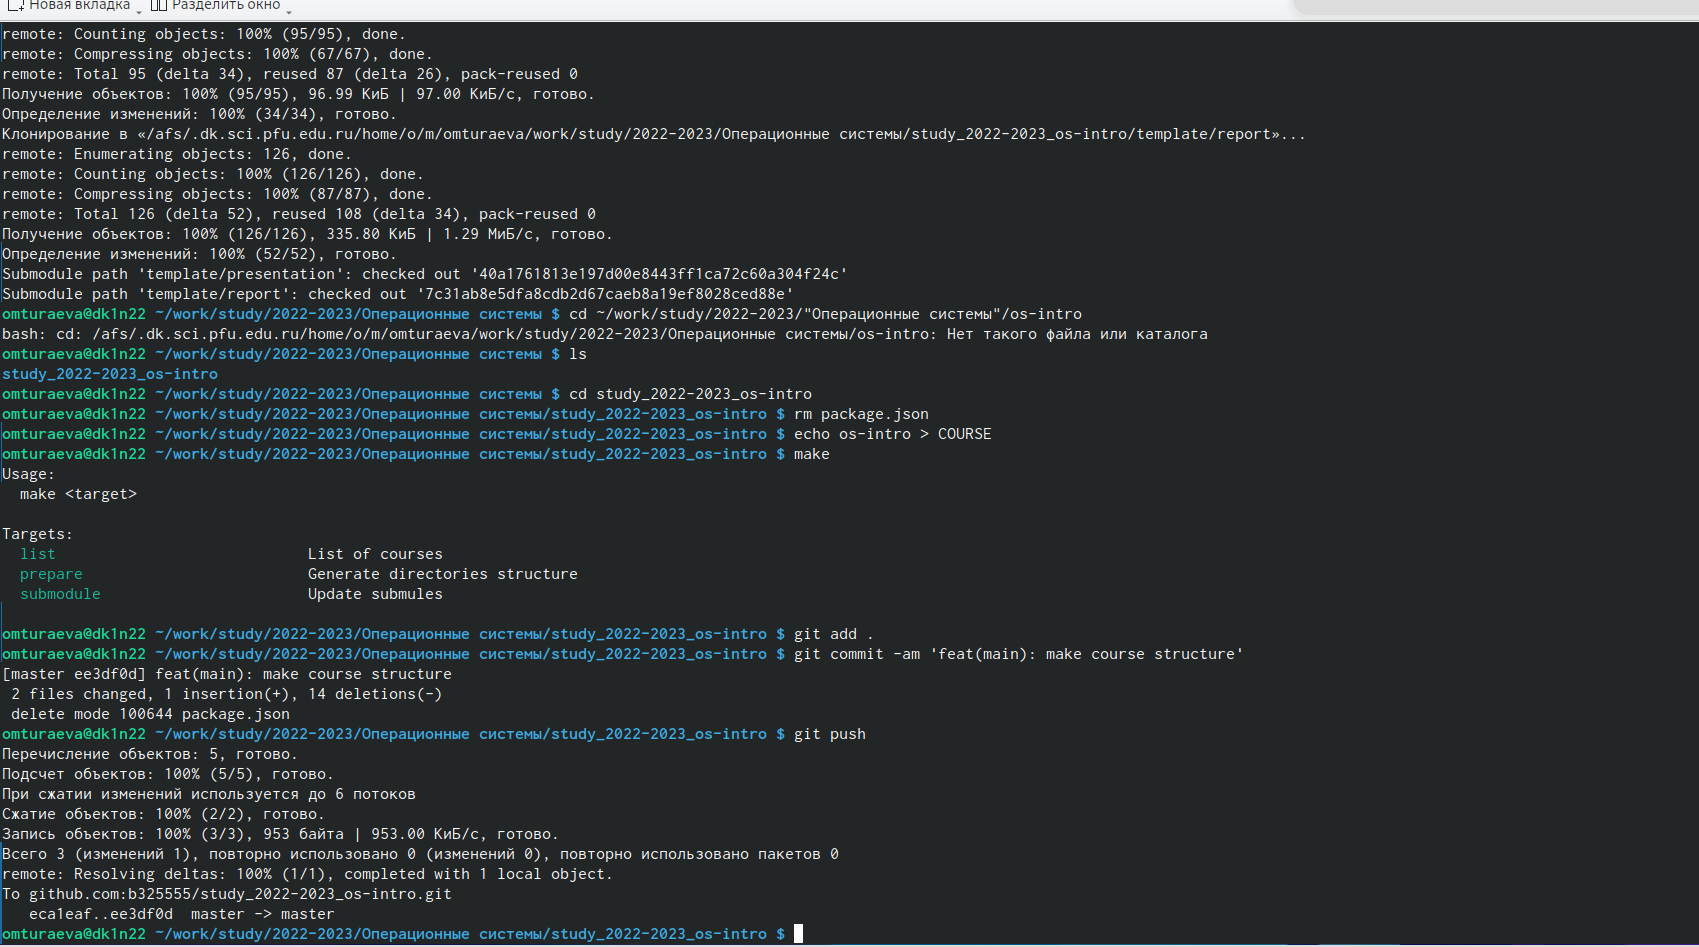 Новая вкладка Разделить окно
remote: Counting objects: 100% (95/95), done.
remote: Compressing objects: 100% (67/67), done.
remote: Total 95 (delta 34), reused 87 (delta 26), pack-reused 0
Получение объектов: 100% (95/95), 96.99 КиБ | 97.00 КиБ/с, готово.
Определение изменений: 100% (34/34), готово.
Клонирование в «/afs/.dk.sci.pfu.edu.ru/home/o/m/omturaeva/work/study/2022-2023/Операционные системы/study_2022-2023_os-intro/template/report»...
remote: Enumerating objects: 126, done.
remote: Counting objects: 100% (126/126), done.
remote: Compressing objects: 100% (87/87), done.
remote: Total 126 (delta 52), reused 108 (delta 34), pack-reused 0
Получение объектов: 100% (126/126), 335.80 КиБ | 1.29 МиБ/с, готово.
Определение изменений: 100% (52/52), готово.
Submodule path 'template/presentation': checked out '40a1761813e197d00e8443ff1ca72c60a304f24c'
Submodule path 'template/report': checked out '7c31ab8e5dfa8cdb2d67caeb8a19ef8028ced88e'
omturaeva@dk1n22 ~/work/study/2022-2023/Операционные системы $ cd ~/work/study/2022-2023/"Операционные системы"/os-intro
bash: cd: /afs/.dk.sci.pfu.edu.ru/home/o/m/omturaeva/work/study/2022-2023/Операционные системы/os-intro: Нет такого файла или каталога
omturaeva@dk1n22 ~/work/study/2022-2023/Операционные системы $ ls
study_2022-2023_os-intro
omturaeva@dk1n22 ~/work/study/2022-2023/Операционные системы $ cd study_2022-2023_os-intro
omturaeva@dk1n22 ~/work/study/2022-2023/Операционные системы/study_2022-2023_os-intro $ rm package.json
omturaeva@dk1n22 ~/work/study/2022-2023/Операционные системы/study_2022-2023_os-intro $ echo os-intro > COURSE
omturaeva@dk1n22 ~/work/study/2022-2023/Операционные системы/study_2022-2023_os-intro $ make
Usage:
  make <target>

Targets:
  list                            List of courses
  prepare                         Generate directories structure
  submodule                       Update submules

omturaeva@dk1n22 ~/work/study/2022-2023/Операционные системы/study_2022-2023_os-intro $ git add .
omturaeva@dk1n22 ~/work/study/2022-2023/Операционные системы/study_2022-2023_os-intro $ git commit -am 'feat(main): make course structure'
[master ee3df0d] feat(main): make course structure
 2 files changed, 1 insertion(+), 14 deletions(-)
 delete mode 100644 package.json
omturaeva@dk1n22 ~/work/study/2022-2023/Операционные системы/study_2022-2023_os-intro $ git push
Перечисление объектов: 5, готово.
Подсчет объектов: 100% (5/5), готово.
При сжатии изменений используется до 6 потоков
Сжатие объектов: 100% (2/2), готово.
Запись объектов: 100% (3/3), 953 байта | 953.00 КиБ/с, готово.
Всего 3 (изменений 1), повторно использовано 0 (изменений 0), повторно использовано пакетов 0
remote: Resolving deltas: 100% (1/1), completed with 1 local object.
To github.com:b325555/study_2022-2023_os-intro.git
   eca1eaf..ee3df0d  master -> master
omturaeva@dk1n22 ~/work/study/2022-2023/Операционные системы/study_2022-2023_os-intro $